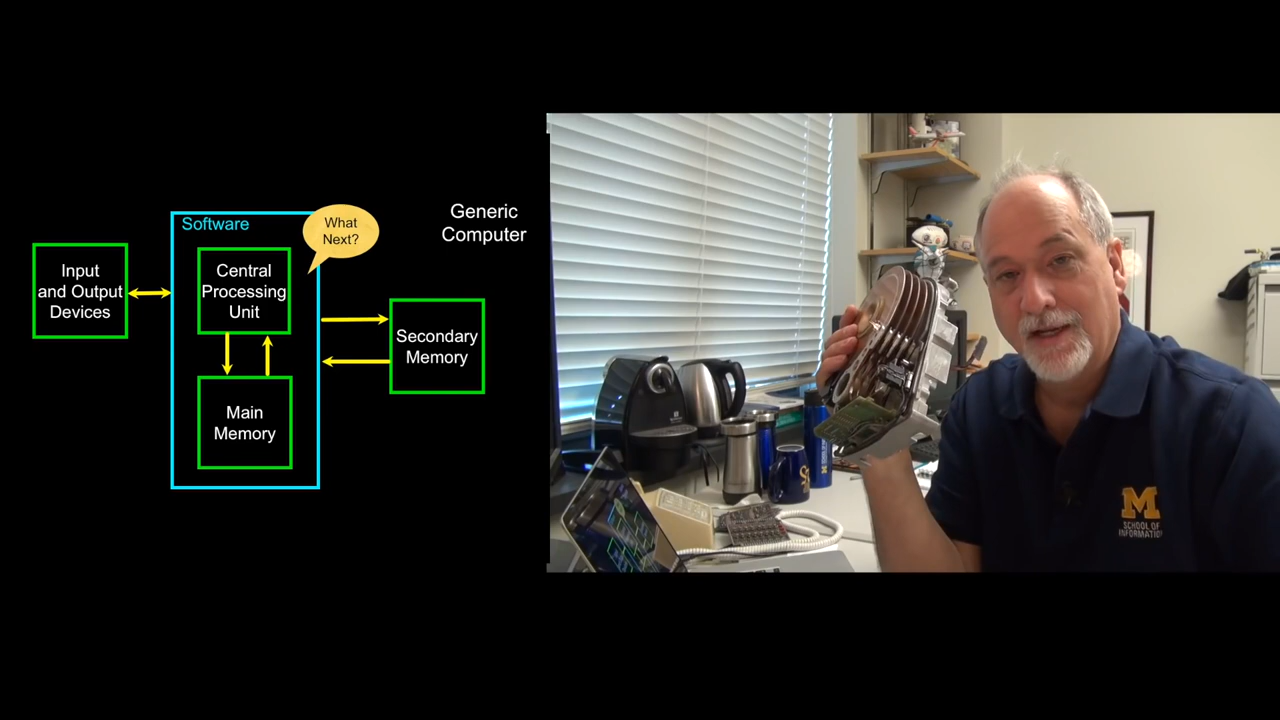 Software
What
Next?
Generic
Computer
Input
and Output
Devices
Central
Processing
Unit
Secondary
Memory
Main
Memory
M
SCHOOL OF
INFORMATION